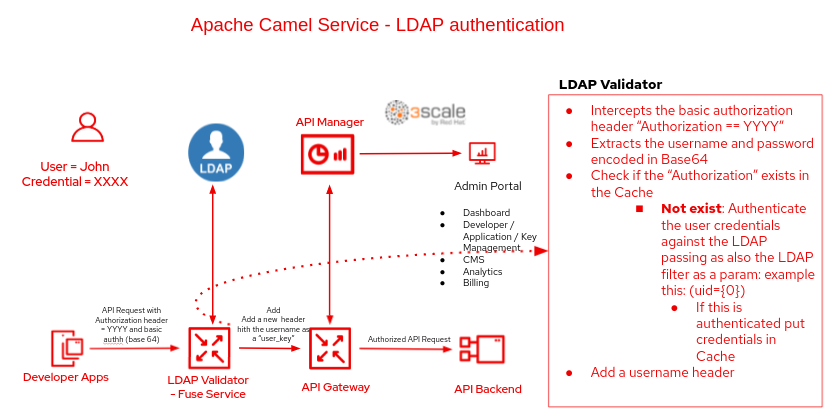 Apache Camel Service - LDAP authentication
User = John
Credential = XXXX
LDAP
API Manager
3scale
by Red Hat
Admin Portal
● Dashboard
● Developer /
Application / Key
Management
● CMS
● Analytics
● Billing
API Request with
Authorization header
= YYYY and basic
authh (base 64)
Add
Add a new header
hith the username as
a "user_key"
Authorized API Request
Developer Apps
LDAP Validator
– Fuse Service
API Gateway
API Backend
LDAP Validator
● Intercepts the basic authorization
header "Authorization == YYYY"
● Extracts the username and password
encoded in Base64
● Check if the "Authorization" exists in
the Cache
■ Not exist: Authenticate
the user credentials
against the LDAP
passing as also the LDAP
filter as a param: example
this: (uid={0})
● If this is
authenticated put
credentials in
Cache
● Add a username header